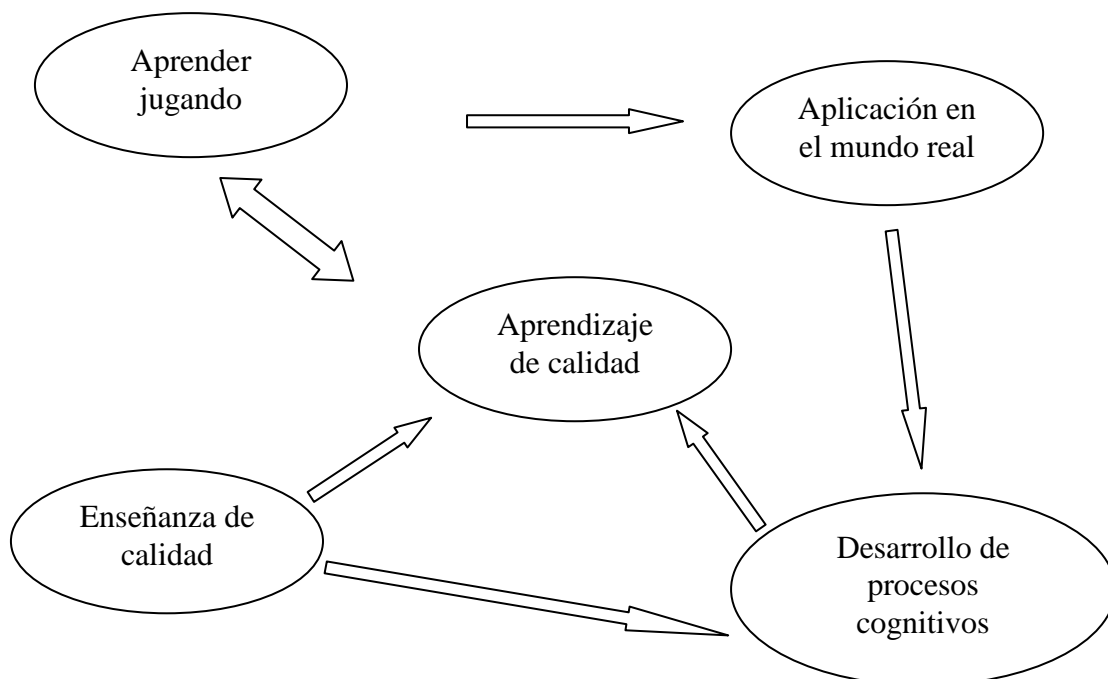 Aprender
jugando
Aplicación en
el mundo real
Aprendizaje
de calidad
Enseñanza de
calidad
Desarrollo de
procesos
cognitivos